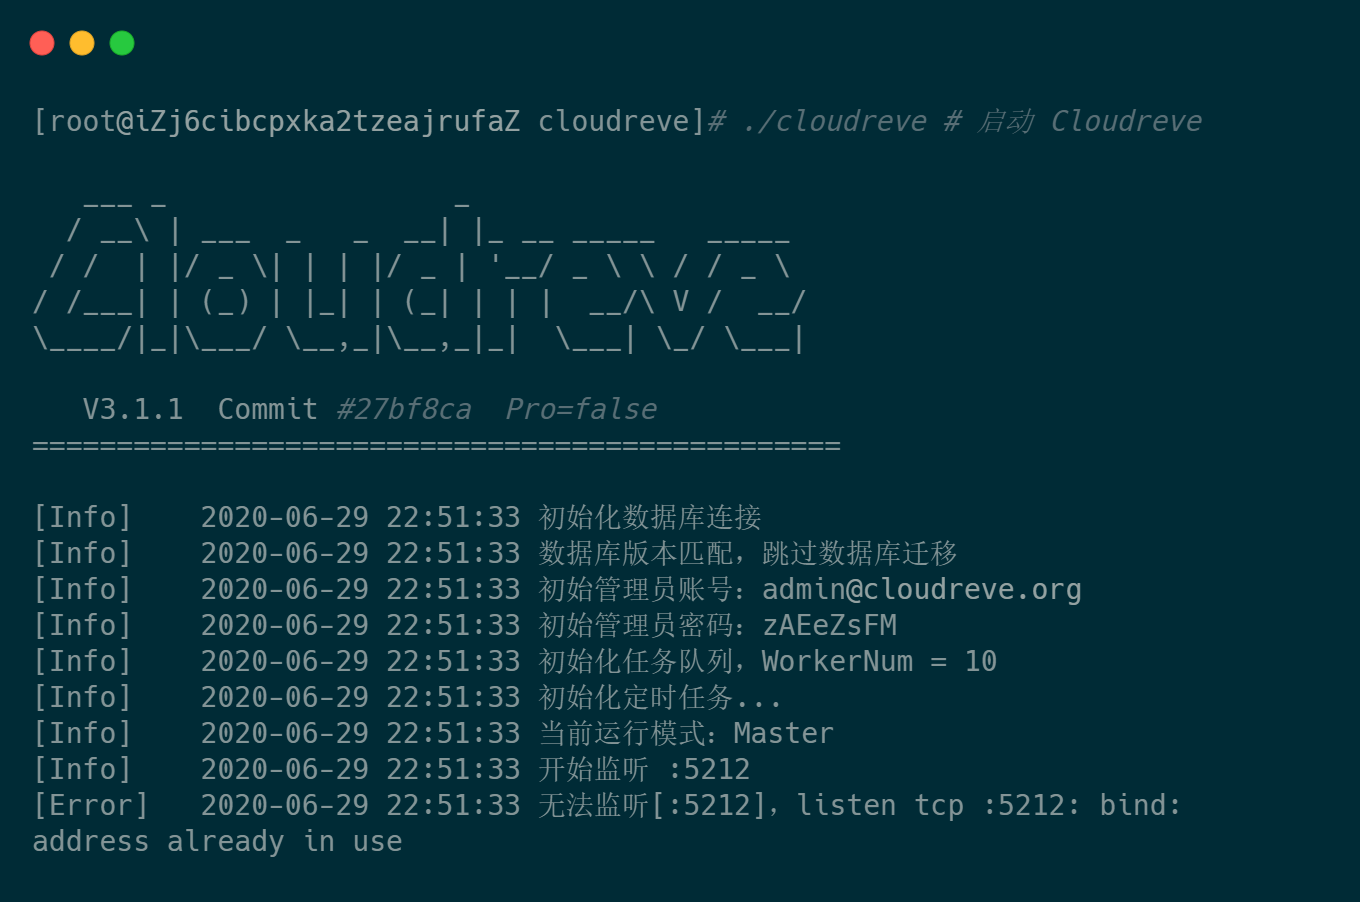 [root@iZj6cibcpxka2tzeajrufaZ cloudreve]# ./cloudreve # 启动 Cloudreve
   ___ _                 _
  / __\ | ___  _   _  __| |_ __ _____   _____
 / /  | |/ _ \| | | |/ _ | '__/ _ \ \ / / _ \
/ /___| | (_) | |_| | (_| | | |  __/\ V /  __/
\____/|_|\___/ \__,_|\__,_|_|  \___| \_/ \___|
   V3.1.1  Commit #27bf8ca  Pro=false
================================================
[Info]    2020-06-29 22:51:33 初始化数据库连接
[Info]    2020-06-29 22:51:33 数据库版本匹配，跳过数据库迁移
[Info]    2020-06-29 22:51:33 初始管理员账号：admin@cloudreve.org
[Info]    2020-06-29 22:51:33 初始管理员密码：zAEeZsFM
[Info]    2020-06-29 22:51:33 初始化任务队列，WorkerNum = 10
[Info]    2020-06-29 22:51:33 初始化定时任务...
[Info]    2020-06-29 22:51:33 当前运行模式：Master
[Info]    2020-06-29 22:51:33 开始监听 :5212
[Error]   2020-06-29 22:51:33 无法监听[:5212]，listen tcp :5212: bind:
address already in use